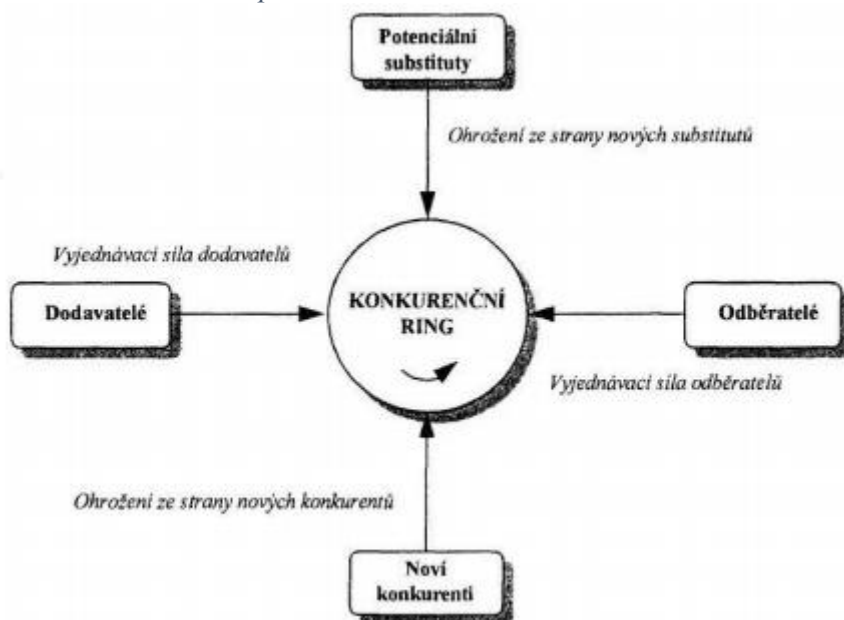 Potenciální
substituty
Ohrožení ze strany nových substitutů
Vyjednávací síla dodavatelů
Dodavatelé
KONKURENČNÍ
RING
Odběratelé
Vyjednávací síla odběratelů
Ohrožení ze strany nových konkurentů
Noví
konkurenti